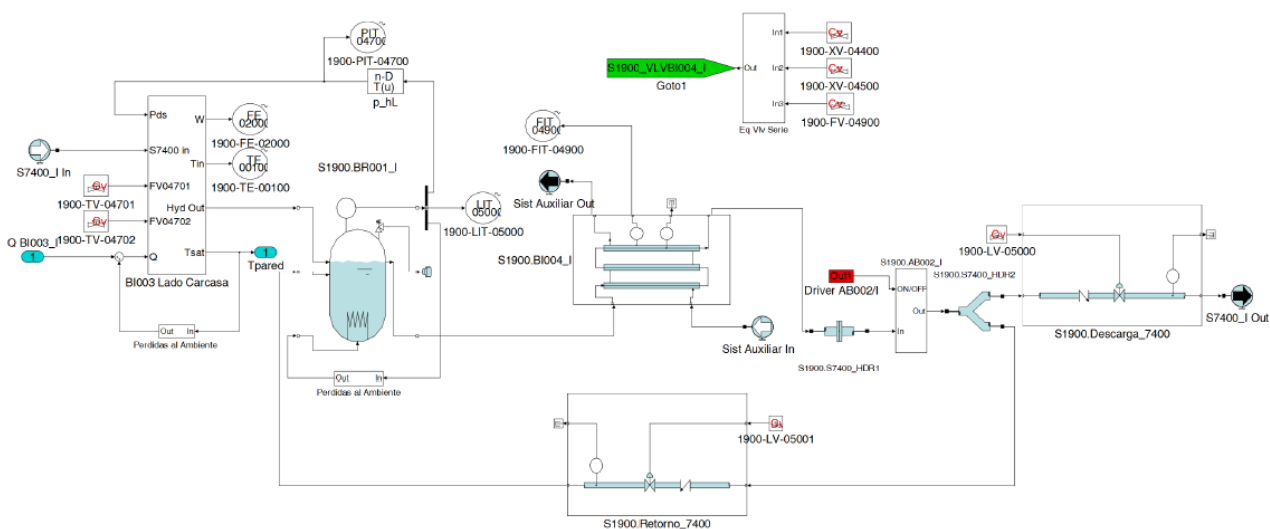 PIT
04700
1900-PIT-04700
n-D
T(u)
p_hL
Pds
S7400 in
FV04701
FV04702
Q
W
Tin
Hyd Out
Tsat
BI003 Lado Carcasa
S7400_I In
1900-TV-04701
1900-TV-04702
Q BI003_I
1
FE
02000
1900-FE-02000
TE
00100
1900-TE-00100
1
Tpared
Out
In
Perdidas al Ambiente
S1900.BR001_I
LIT
05000
1900-LIT-05000
Out
In
Perdidas al Ambiente
S1900_VLVBI004_I
Goto1
Out
In1
In2
In3
Eq Vlv Serie
1900-XV-04400
1900-XV-04500
1900-FV-04900
FIT
04900
1900-FIT-04900
Sist Auxiliar Out
S1900.BI004_I
Sist Auxiliar In
S1900.S7400_HDR1
Out1
Driver AB002/I
S1900.AB002_I
ON/OFF
In
Out
S1900.S7400_HDR2
1900-LV-05000
S1900.Descarga_7400
S7400_I Out
1900-LV-05001
S1900.Retorno_7400